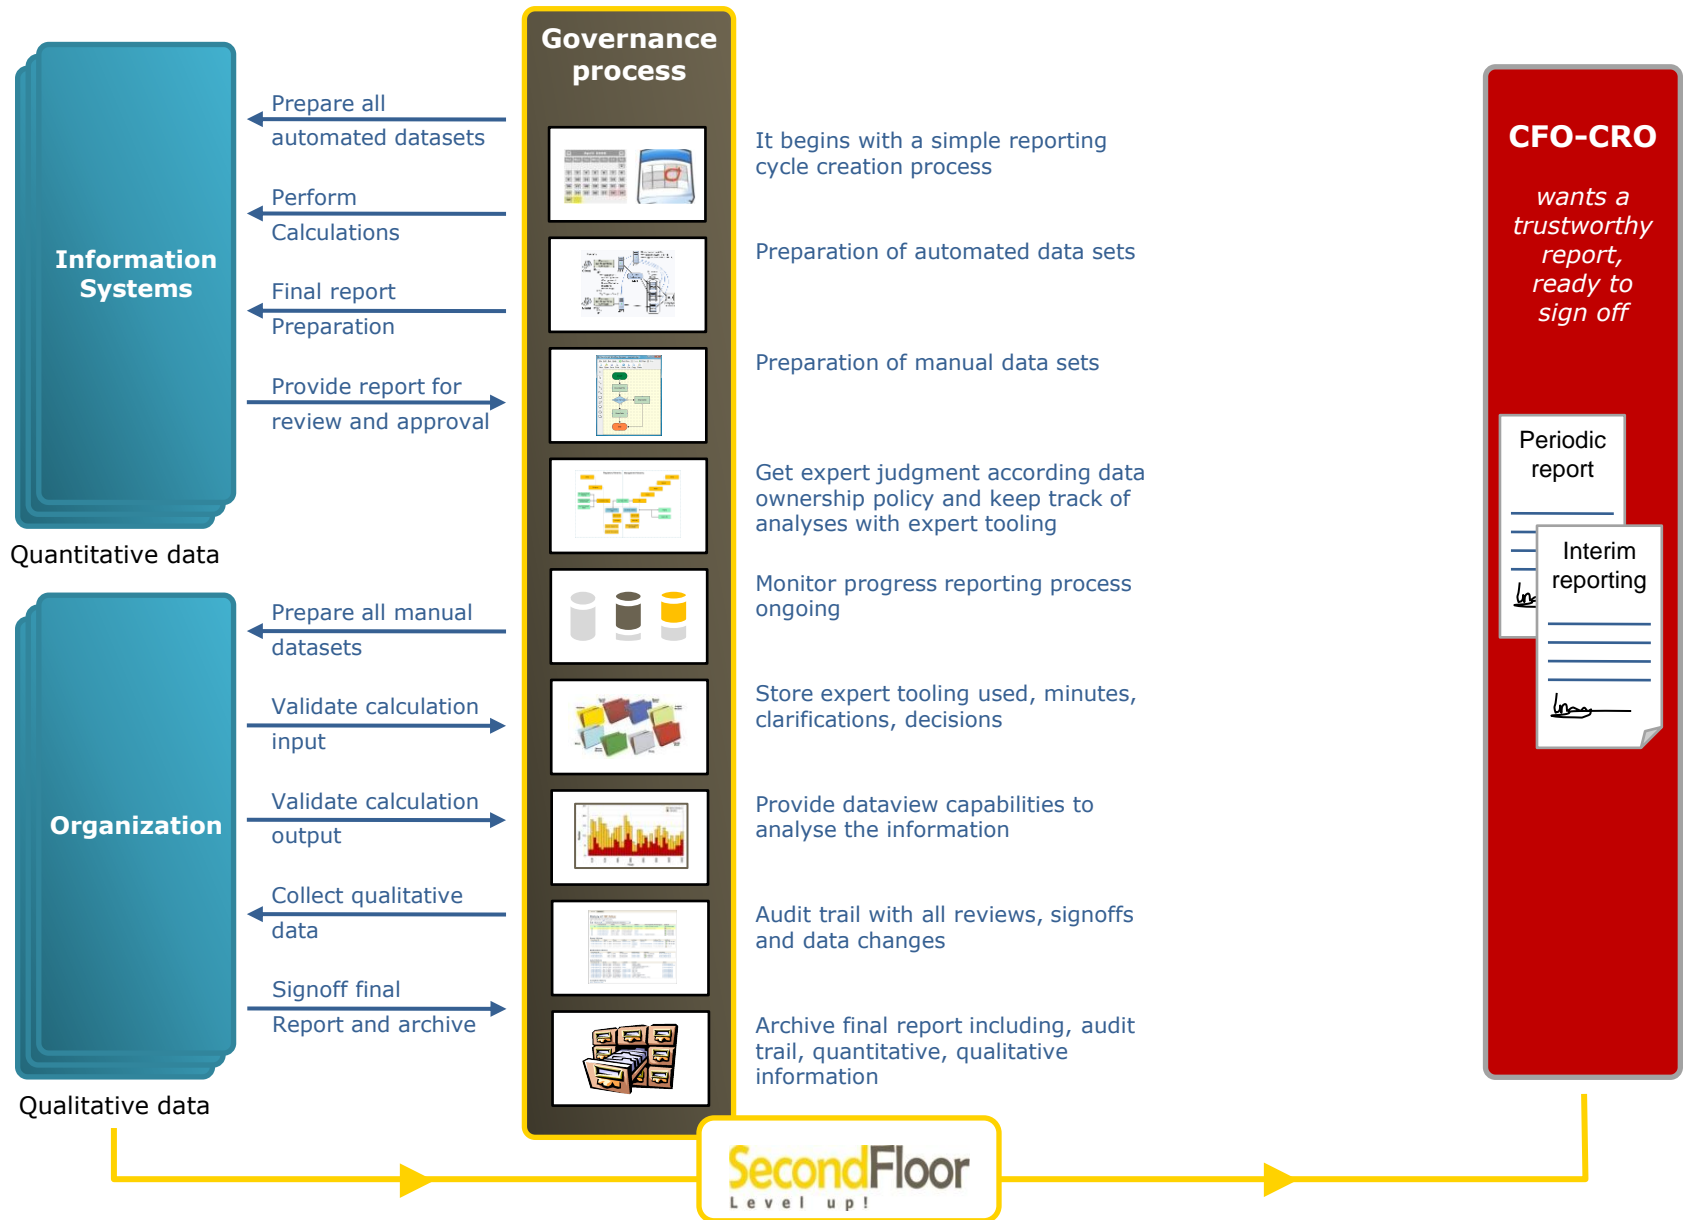 Governance
process
Information
Systems
Quantitative data
Prepare all
automated datasets
Perform
Calculations
Final report
Preparation
Provide report for
review and approval
Organization
Qualitative data
Prepare all manual
datasets
Validate calculation
input
Validate calculation
output
Collect qualitative
data
Signoff final
Report and archive
It begins with a simple reporting
cycle creation process
Preparation of automated data sets
Preparation of manual data sets
Get expert judgment according data
ownership policy and keep track of
analyses with expert tooling
Monitor progress reporting process
ongoing
Store expert tooling used, minutes,
clarifications, decisions
Provide dataview capabilities to
analyse the information
Audit trail with all reviews, signoffs
and data changes
Archive final report including, audit
trail, quantitative, qualitative
information
CFO-CRO
wants a
trustworthy
report,
ready to
sign off
Periodic
report
Interim
reporting
SecondFloor
Level up!